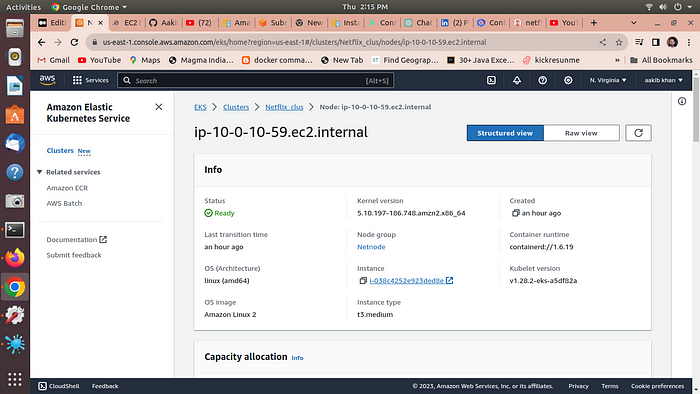 Activities Google Chrome Thu 2:15 PM
Editi N EC2 Aakil (72) Ama Sub New Insta Con Chat (2) P Conf netf YouT
us-east-1.console.aws.amazon.com/eks/home?region=us-east-1#/clusters/Netflix_clus/nodes/ip-10-0-10-59.ec2.internal
Gmail YouTube Maps Magma India... docker comma... New Tab IT Find Geograp... 30+ Java Exce... kickresunme » All Bookmarks
aws Services Search [Alt+S] N. Virginia aakib khan
Amazon Elastic
Kubernetes Service
Clusters New
Related services
Amazon ECR
AWS Batch
Documentation
Submit feedback
EKS > Clusters > Netflix_clus > Node: ip-10-0-10-59.ec2.internal
ip-10-0-10-59.ec2.internal
Structured view Raw view
Info
Status Kernel version Created
Ready 5.10.197-186.748.amzn2.x86_64 an hour ago
Last transition time Node group Container runtime
an hour ago Netnode containerd://1.6.19
OS (Architecture) Instance Kubelet version
linux (amd64) i-038c4252e923ded8e v1.28.2-eks-a5df82a
OS image Instance type
Amazon Linux 2 t3.medium
Capacity allocation Info
CloudShell Feedback © 2023, Amazon Web Services, Inc. or its affiliates. Privacy Terms Cookie preferences